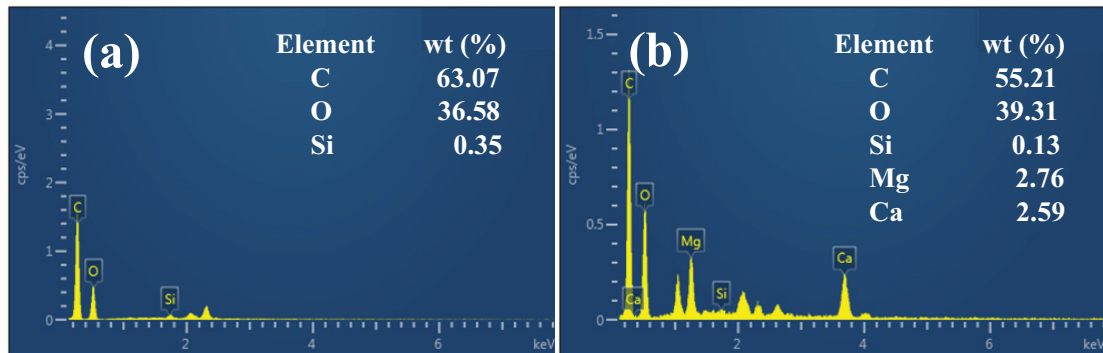 (a)
Element wt (%)
C 63.07
O 36.58
Si 0.35
4
3
2
1
0
cps/eV
C
O
Si
2
4
6
keV
(b)
Element wt (%)
C 55.21
O 39.31
Si 0.13
Mg 2.76
Ca 2.59
1.5
1
0.5
0
cps/eV
C
O
Ca
Mg
Si
Ca
2
4
6
keV